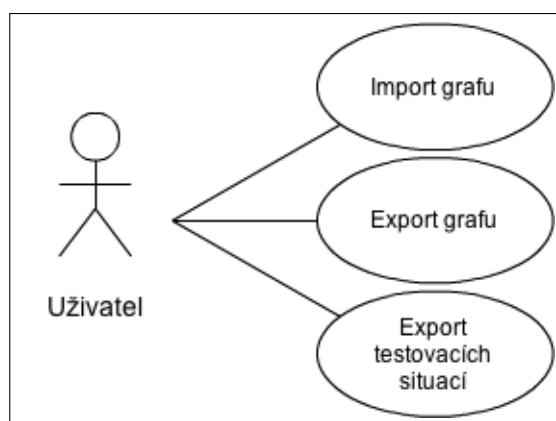 Import grafu
Export grafu
Uživatel
Export
testovacích
situací